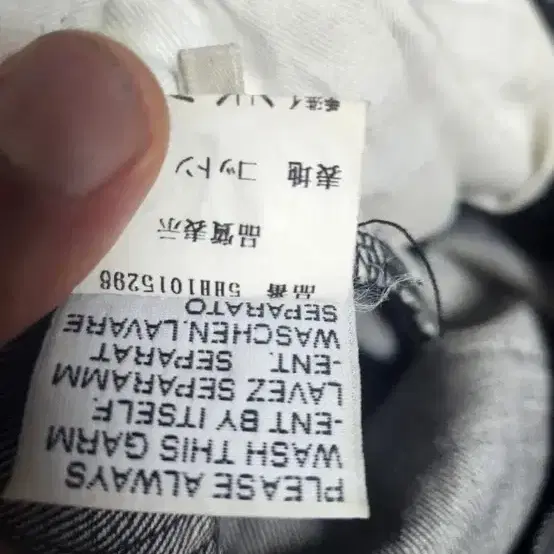 PLEASE ALWAYS
WASH THIS GARM
-ENT BY ITSELF.
LAVEZ SEPARAMM
-ENT. SEPARAT
WASCHEN.LAVARE
SEPARATO
品番 5HH1015298
品質表示
表地 コットン